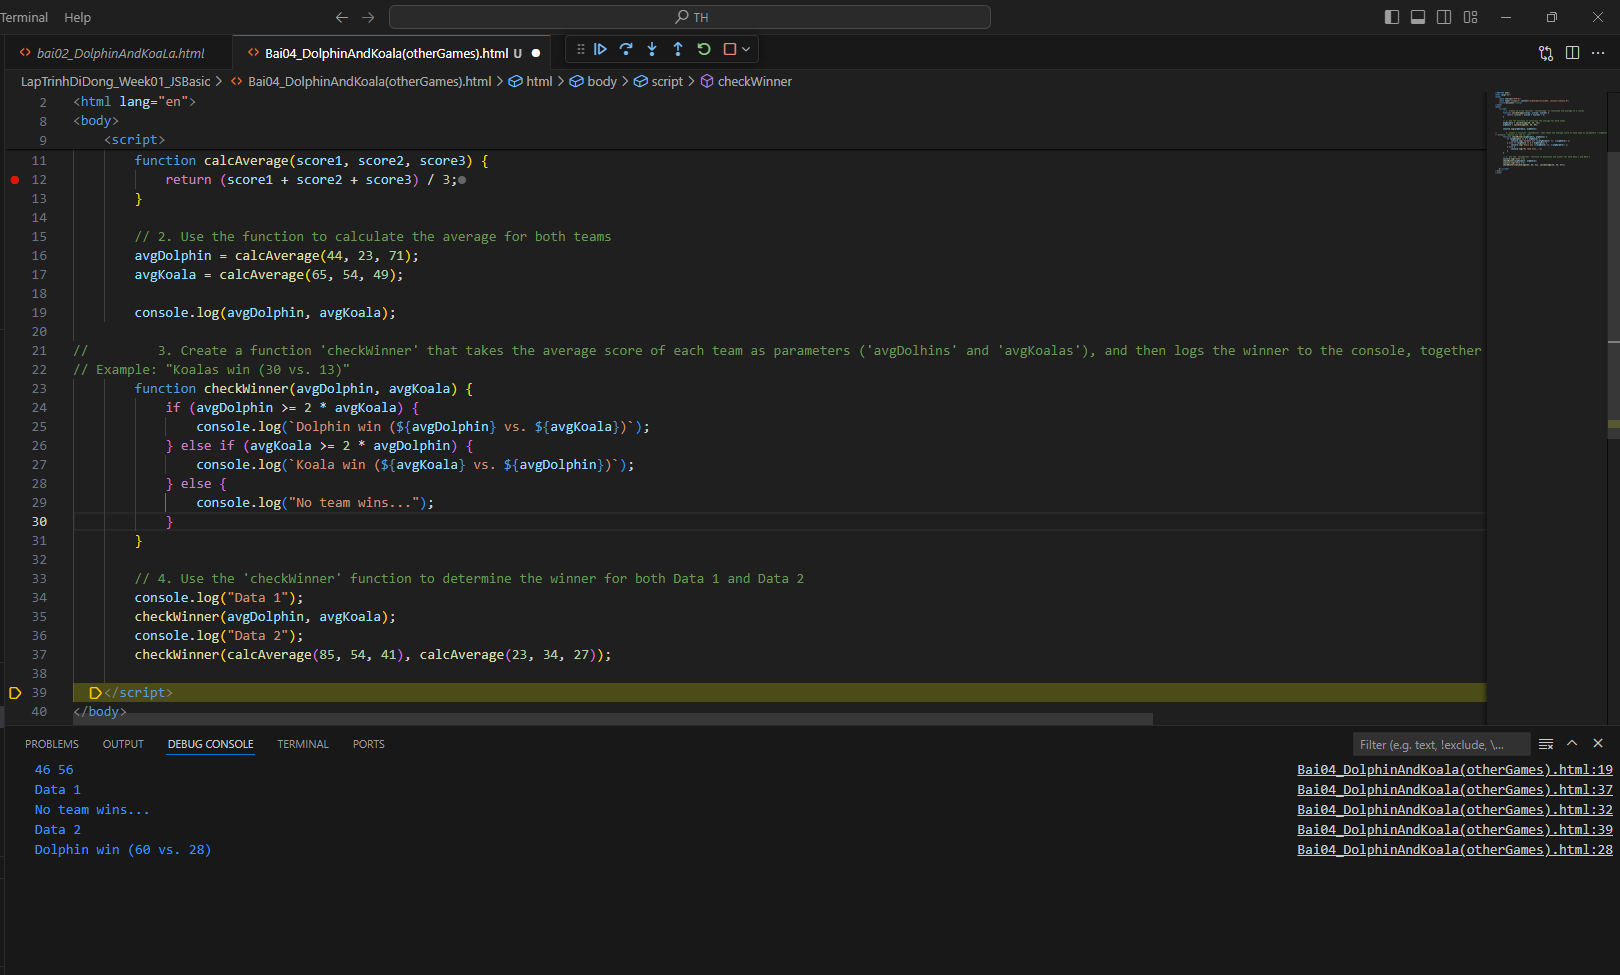 Terminal Help TH
bai02_DolphinAndKoaLa.html Bai04_DolphinAndKoala(otherGames).html U
LapTrinhDiDong_Week01_JSBasic > Bai04_DolphinAndKoala(otherGames).html > html > body > script > checkWinner
2 <html lang="en">
8 <body>
9 <script>
11 function calcAverage(score1, score2, score3) {
12 return (score1 + score2 + score3) / 3;
13 }
14
15 // 2. Use the function to calculate the average for both teams
16 avgDolphin = calcAverage(44, 23, 71);
17 avgKoala = calcAverage(65, 54, 49);
18
19 console.log(avgDolphin, avgKoala);
20
21 // 3. Create a function 'checkWinner' that takes the average score of each team as parameters ('avgDolhins' and 'avgKoalas'), and then logs the winner to the console, together
22 // Example: "Koalas win (30 vs. 13)"
23 function checkWinner(avgDolphin, avgKoala) {
24 if (avgDolphin >= 2 * avgKoala) {
25 console.log(`Dolphin win (${avgDolphin} vs. ${avgKoala})`);
26 } else if (avgKoala >= 2 * avgDolphin) {
27 console.log(`Koala win (${avgKoala} vs. ${avgDolphin})`);
28 } else {
29 console.log("No team wins...");
30 }
31 }
32
33 // 4. Use the 'checkWinner' function to determine the winner for both Data 1 and Data 2
34 console.log("Data 1");
35 checkWinner(avgDolphin, avgKoala);
36 console.log("Data 2");
37 checkWinner(calcAverage(85, 54, 41), calcAverage(23, 34, 27));
38
39 </script>
40 </body>
PROBLEMS OUTPUT DEBUG CONSOLE TERMINAL PORTS Filter (e.g. text, !exclude, \...
46 56 Bai04_DolphinAndKoala(otherGames).html:19
Data 1 Bai04_DolphinAndKoala(otherGames).html:37
No team wins... Bai04_DolphinAndKoala(otherGames).html:32
Data 2 Bai04_DolphinAndKoala(otherGames).html:39
Dolphin win (60 vs. 28) Bai04_DolphinAndKoala(otherGames).html:28